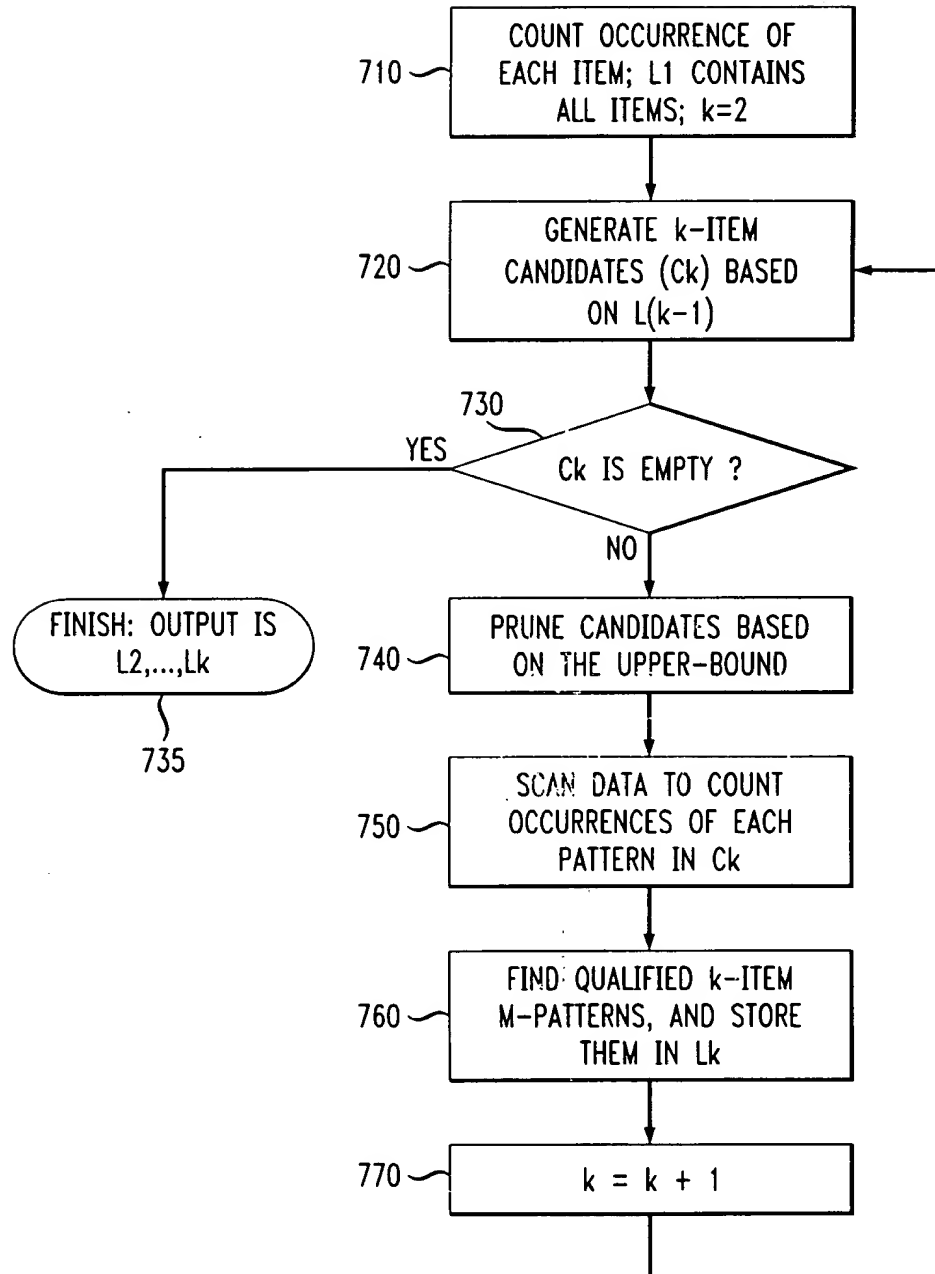 710
COUNT OCCURRENCE OF
EACH ITEM; L1 CONTAINS
ALL ITEMS; k=2
720
GENERATE k-ITEM
CANDIDATES (Ck) BASED
ON L(k-1)
730
YES
Ck IS EMPTY ?
NO
FINISH: OUTPUT IS
L2,...,Lk
735
740
PRUNE CANDIDATES BASED
ON THE UPPER-BOUND
750
SCAN DATA TO COUNT
OCCURRENCES OF EACH
PATTERN IN Ck
760
FIND QUALIFIED k-ITEM
M-PATTERNS, AND STORE
THEM IN Lk
770
k = k + 1